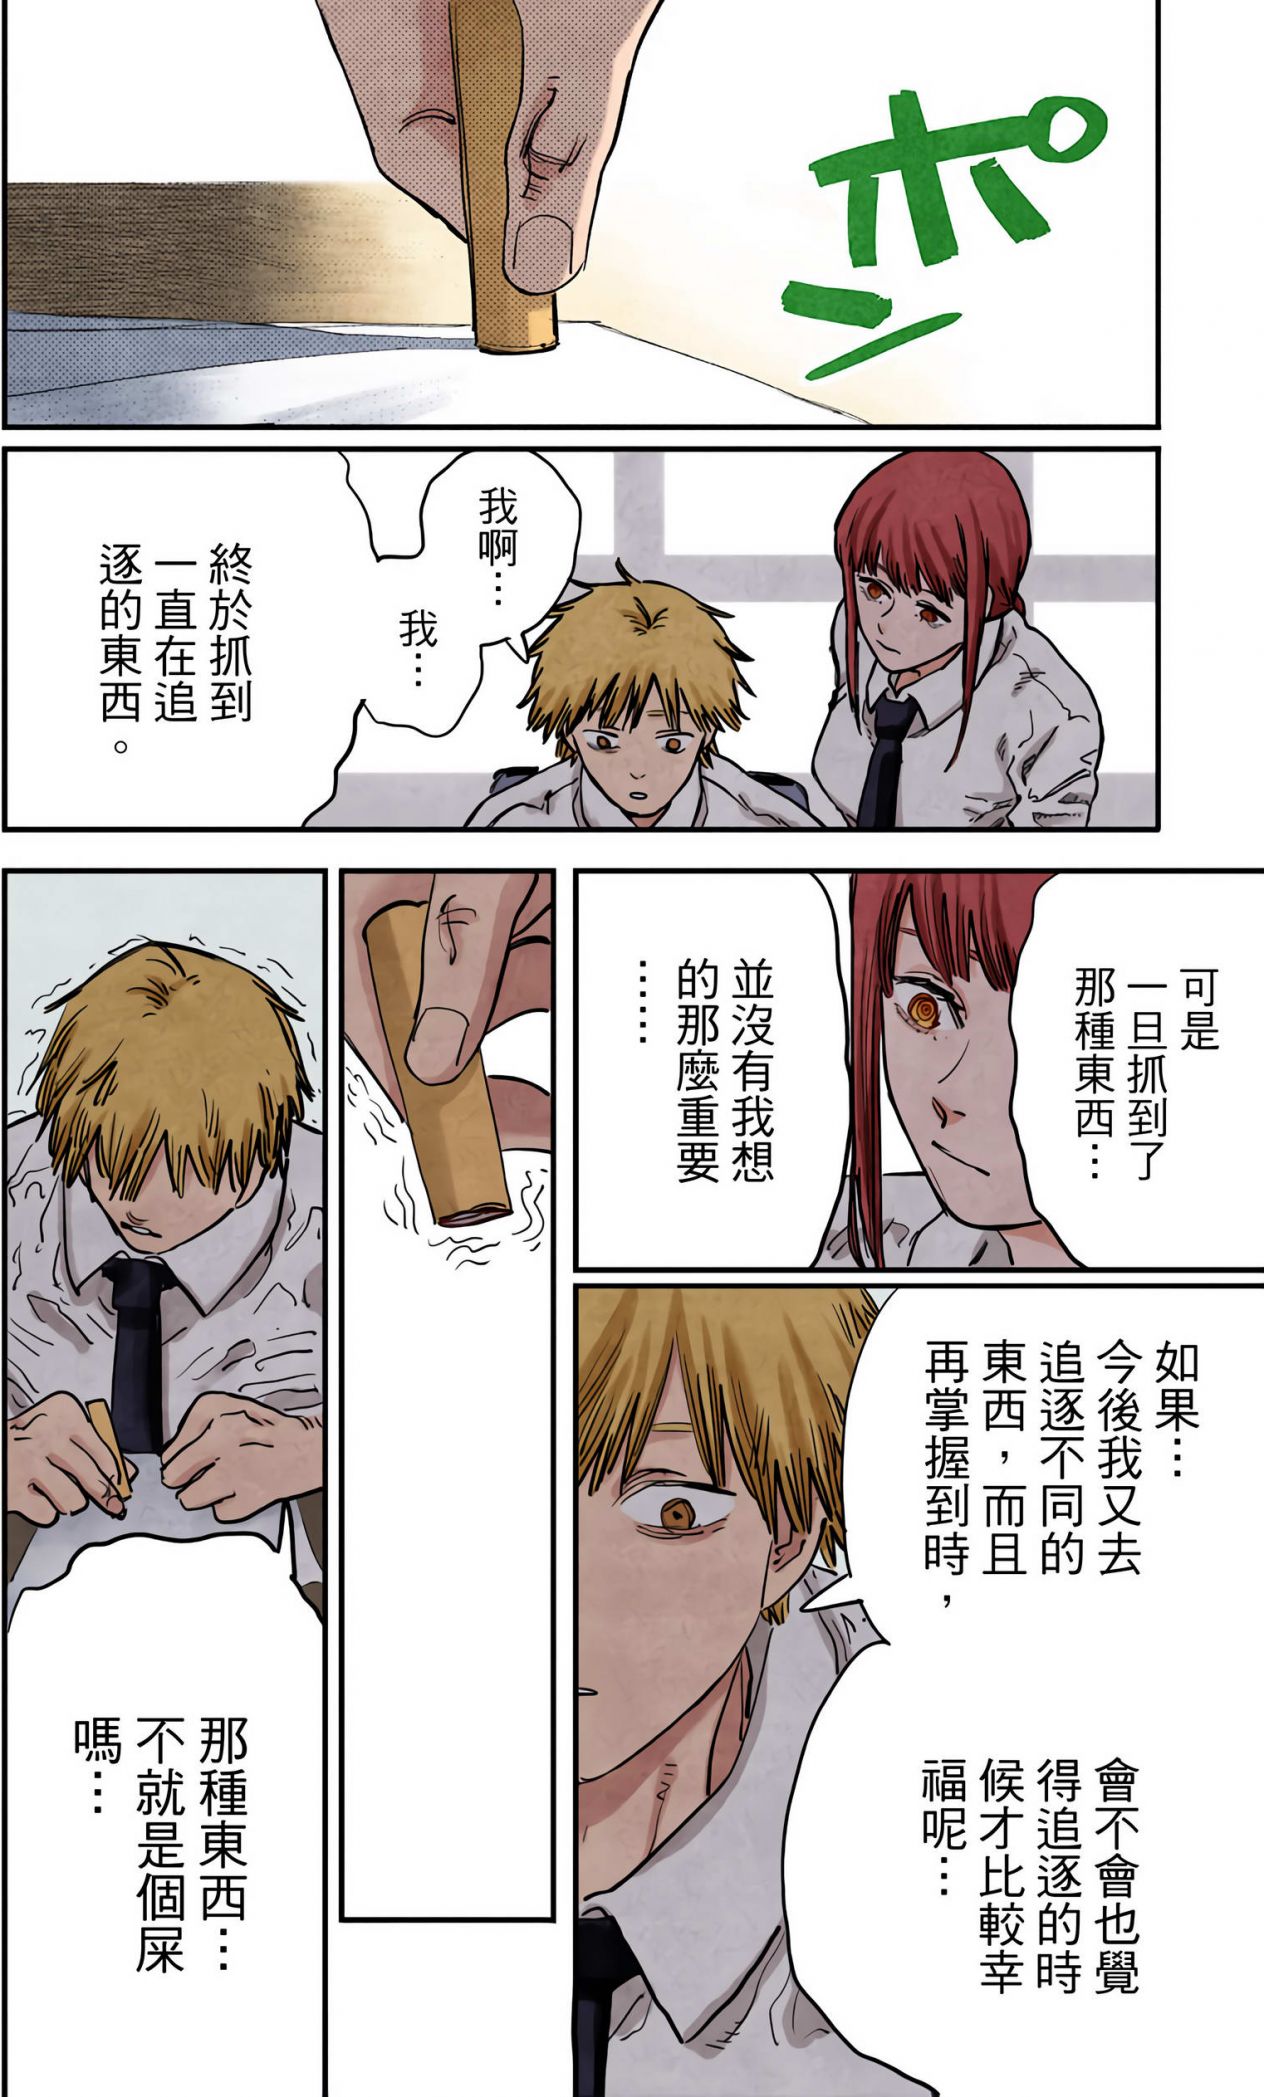 ポン
我啊…
我…
終於抓到
一直在追
逐的東西。
可是
一旦抓了
那種東西…
並沒有我想
的那麼重要
……
如果…
今後我又去
追逐不同的
東西，而且
再掌握到時，
會不會也覺
得追逐的時
候才比較幸
福呢…
那種東西…
不就是個屎
嗎…